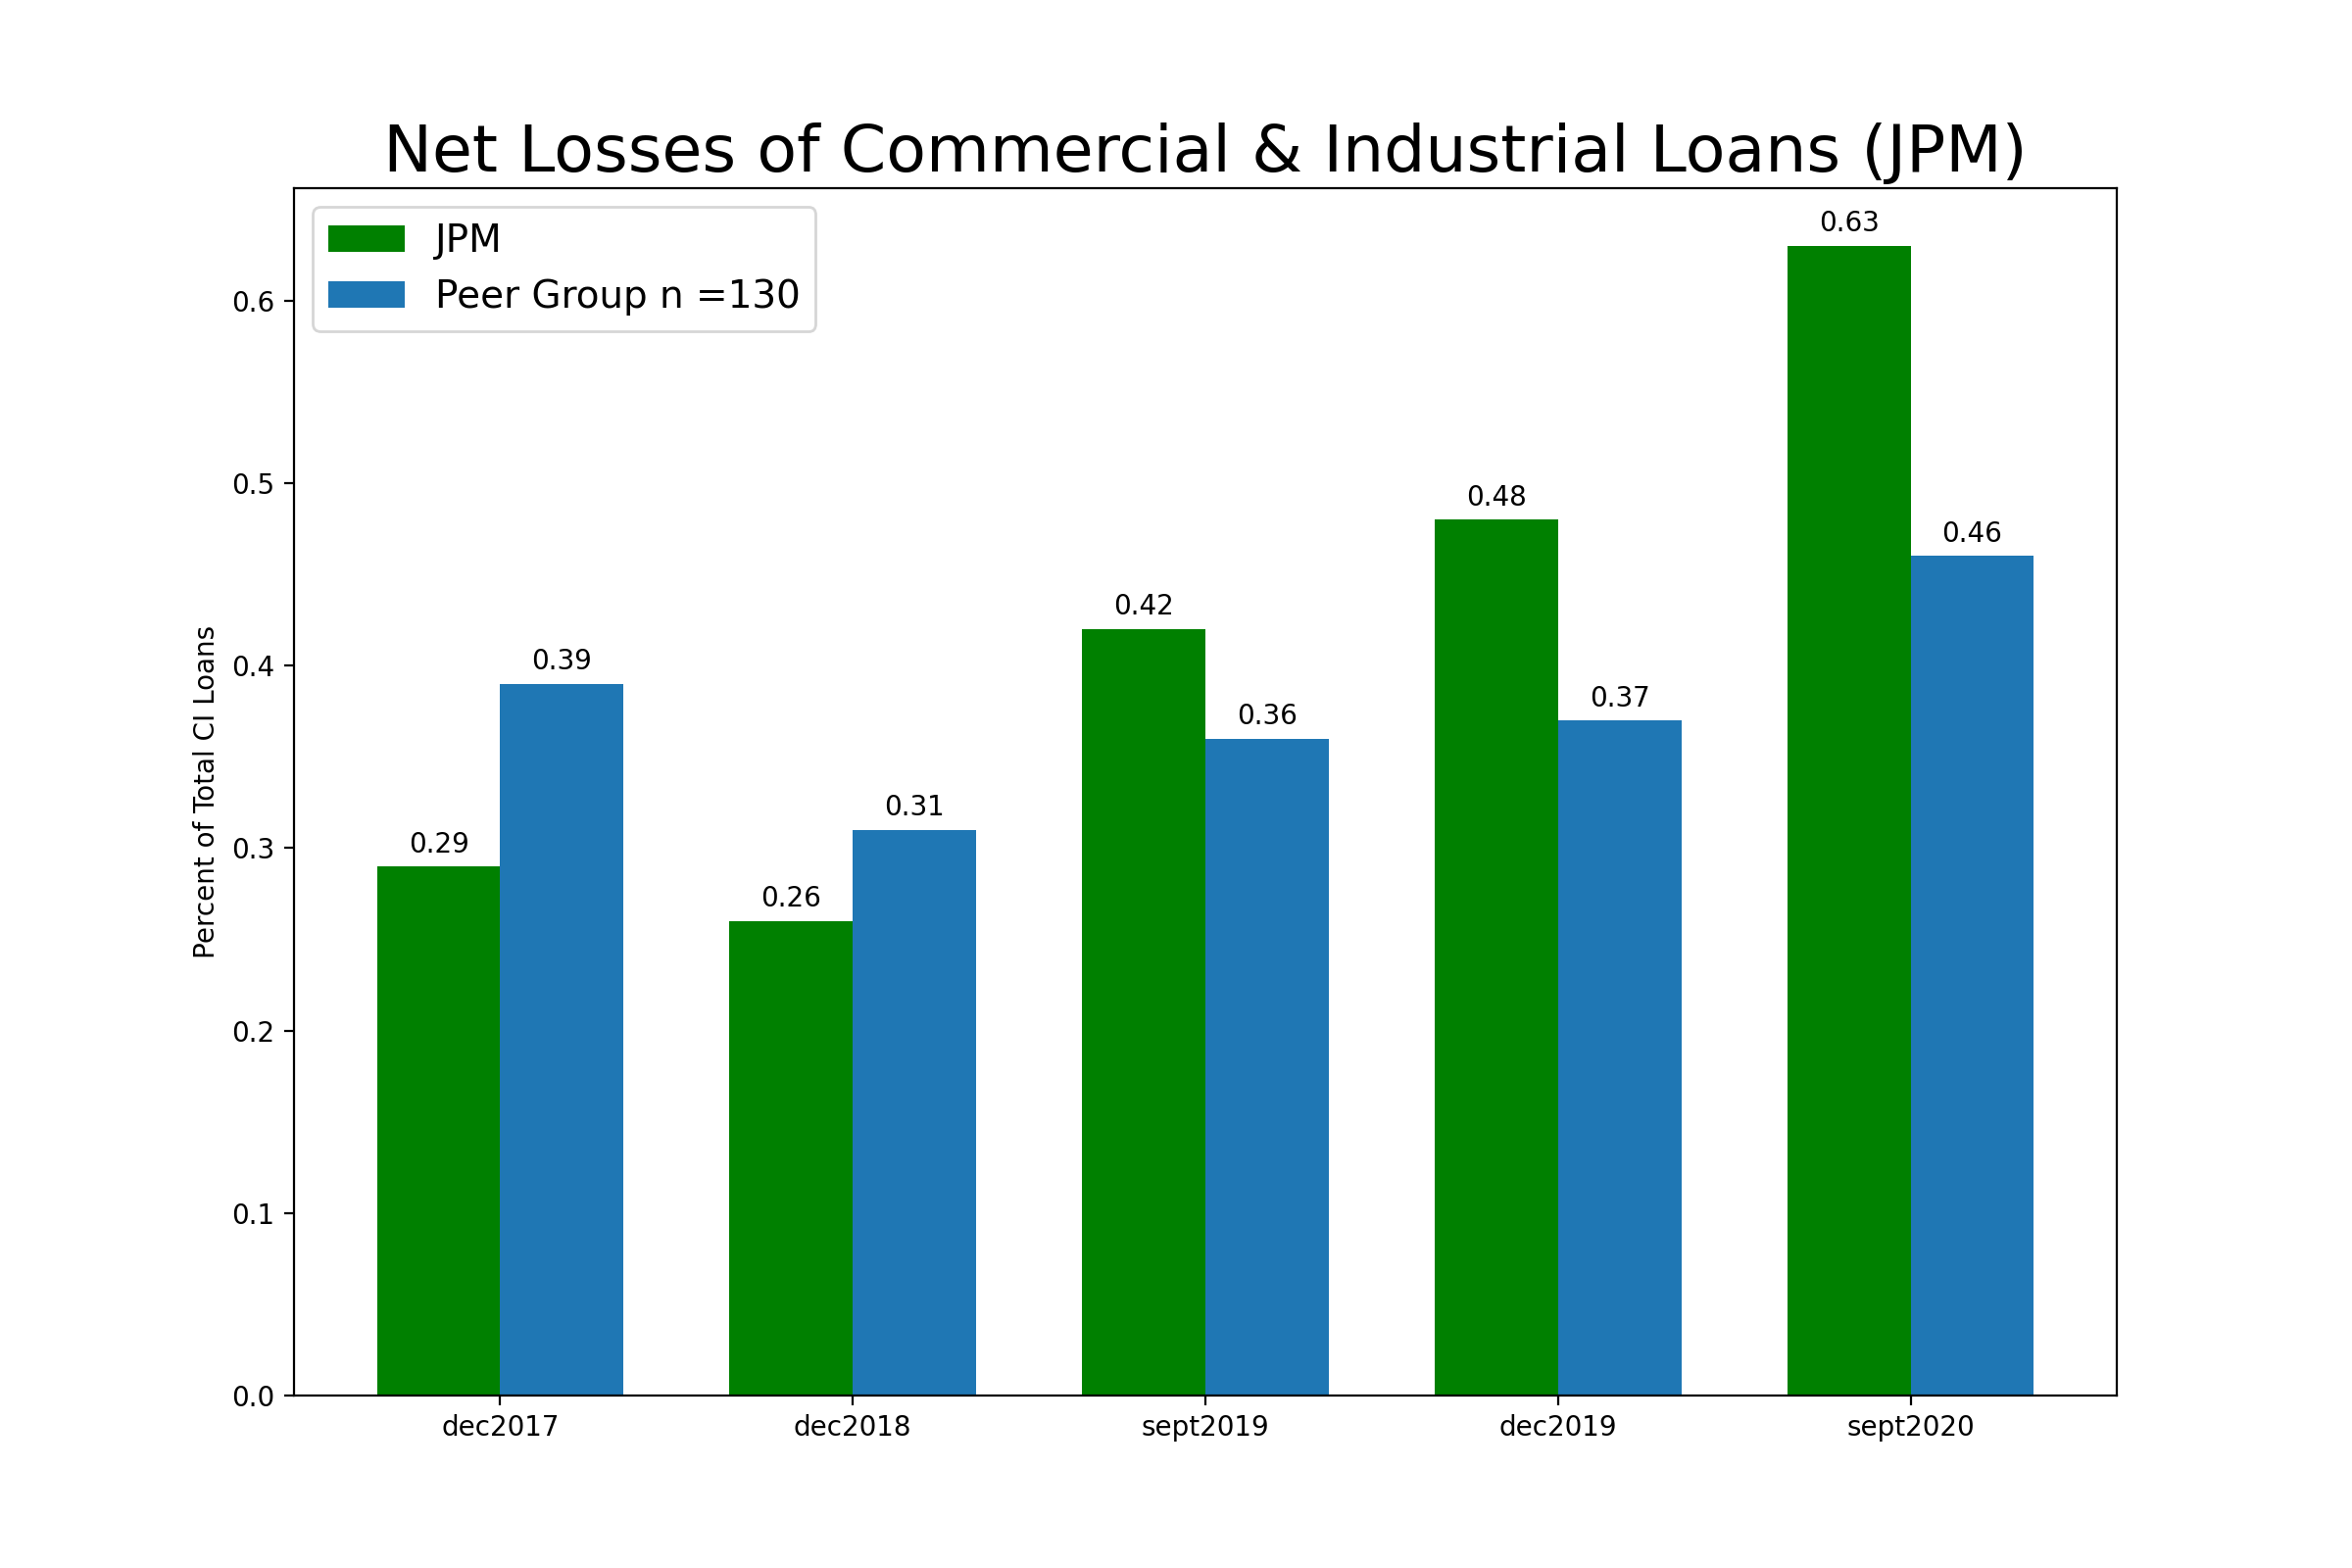 Net Losses of Commercial & Industrial Loans (JPM)
JPM
Peer Group n =130
Percent of Total CI Loans
0.6
0.5
0.4
0.3
0.2
0.1
0.0
0.29
0.39
0.26
0.31
0.42
0.36
0.48
0.37
0.63
0.46
dec2017
dec2018
sept2019
dec2019
sept2020